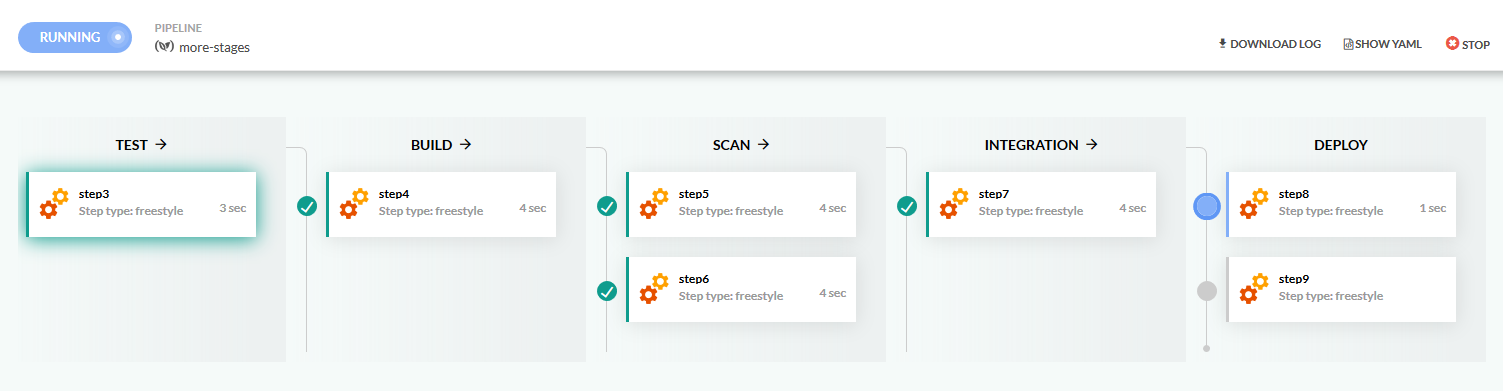 RUNNING
PIPELINE
more-stages
DOWNLOAD LOG
SHOW YAML
STOP
TEST →
step3
Step type: freestyle
3 sec
BUILD →
step4
Step type: freestyle
4 sec
SCAN →
step5
Step type: freestyle
4 sec
step6
Step type: freestyle
4 sec
INTEGRATION →
step7
Step type: freestyle
4 sec
DEPLOY
step8
Step type: freestyle
1 sec
step9
Step type: freestyle